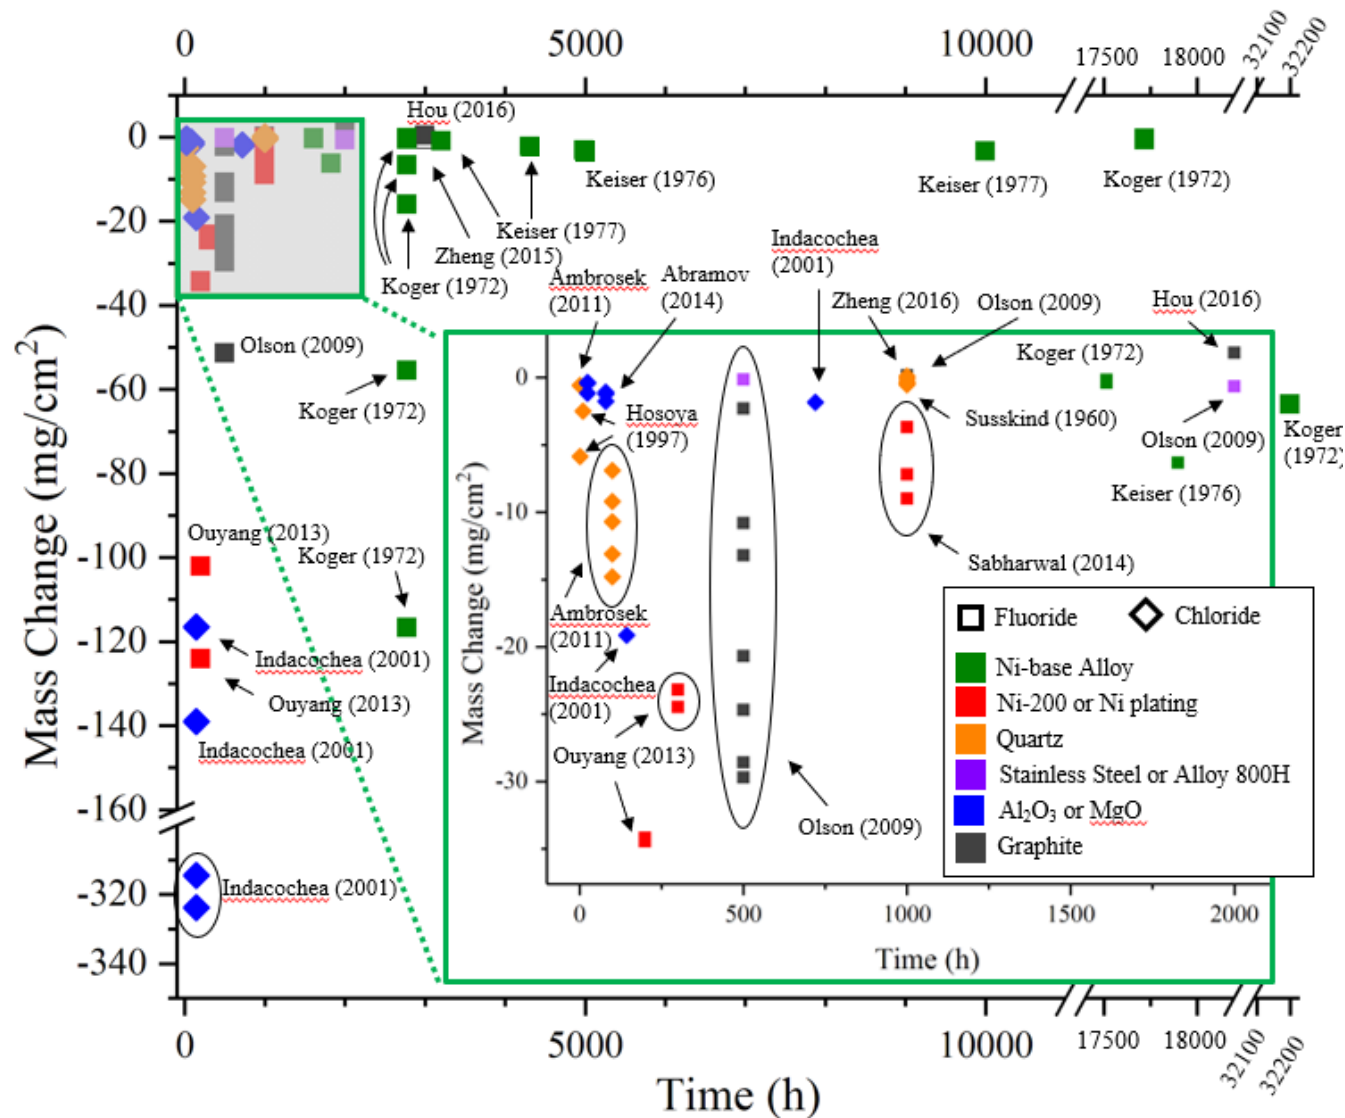 0
5000
10000
17500
18000
32100
32200
0
-20
-40
-60
-80
-100
-120
-140
-160
-320
-340
Mass Change (mg/cm²)
Hou (2016)
Keiser (1976)
Keiser (1977)
Koger (1972)
Keiser (1977)
Zheng (2015)
Koger (1972)
Ambrosek
(2011)
Abramov
(2014)
Indacochea
(2001)
Zheng (2016)
Olson (2009)
Hou (2016)
Olson (2009)
Koger (1972)
Koger (1972)
Hosoya
(1997)
Susskind (1960)
Olson (2009)
Koger
(1972)
Keiser (1976)
Ouyang (2013)
Koger (1972)
Sabharwal (2014)
Ambrosek
(2011)
Indacochea (2001)
Ouyang (2013)
Indacochea (2001)
Indacochea
(2001)
Ouyang (2013)
Olson (2009)
Indacochea (2001)
0
-10
-20
-30
Mass Change (mg/cm²)
0
500
1000
1500
2000
Time (h)
Fluoride
Chloride
Ni-base Alloy
Ni-200 or Ni plating
Quartz
Stainless Steel or Alloy 800H
Al₂O₃ or MgO
Graphite
0
5000
10000
17500
18000
32100
32200
Time (h)